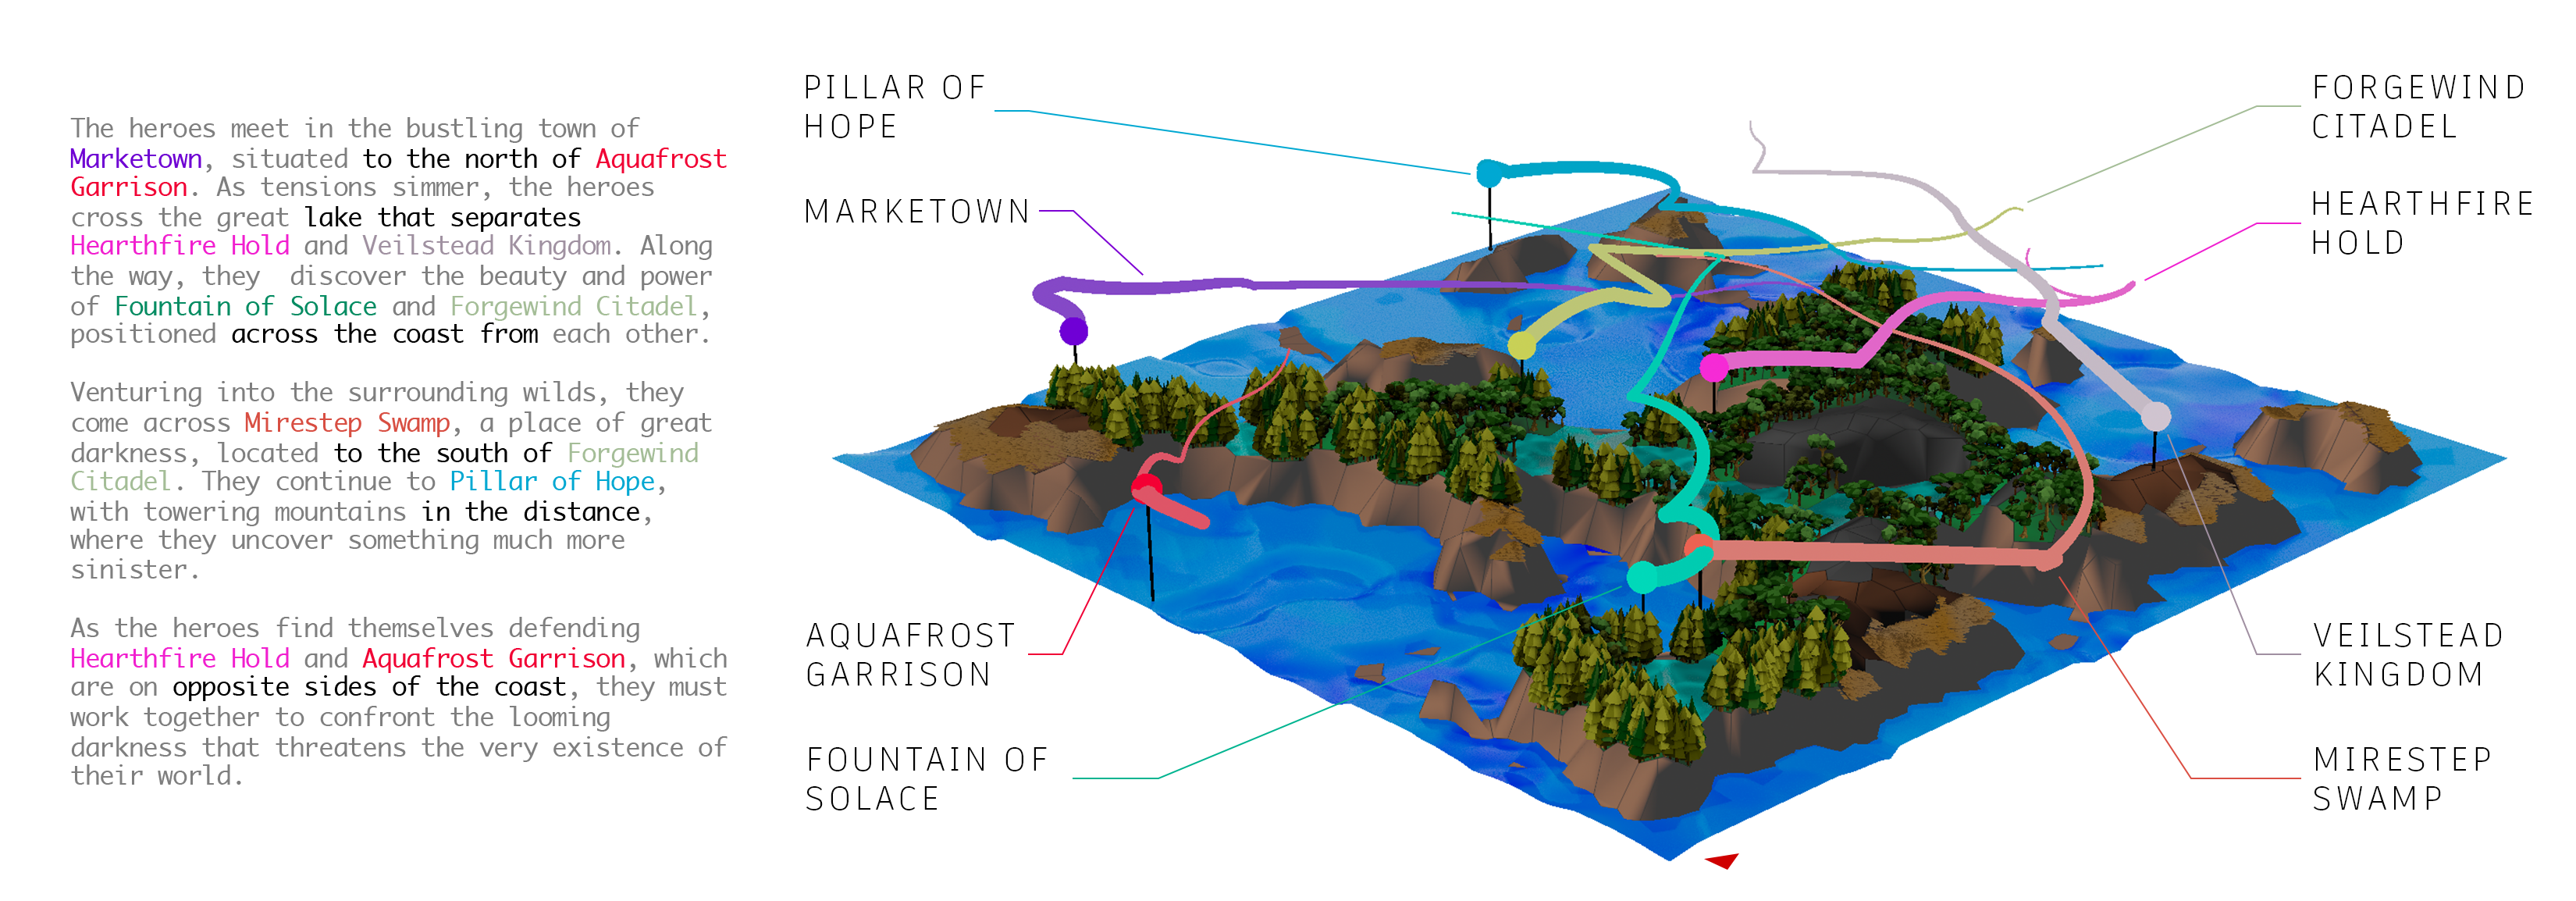 The heroes meet in the bustling town of
Marketown, situated to the north of Aquafrost
Garrison. As tensions simmer, the heroes
cross the great lake that separates
Hearthfire Hold and Veilstead Kingdom. Along
the way, they  discover the beauty and power
of Fountain of Solace and Forgewind Citadel,
positioned across the coast from each other.
Venturing into the surrounding wilds, they
come across Mirestep Swamp, a place of great
darkness, located to the south of Forgewind
Citadel. They continue to Pillar of Hope,
with towering mountains in the distance,
where they uncover something much more
sinister.
As the heroes find themselves defending
Hearthfire Hold and Aquafrost Garrison, which
are on opposite sides of the coast, they must
work together to confront the looming
darkness that threatens the very existence of
their world.
PILLAR OF
HOPE
MARKETOWN
AQUAFROST
GARRISON
FOUNTAIN OF
SOLACE
FORGEWIND
CITADEL
HEARTHFIRE
HOLD
VEILSTEAD
KINGDOM
MIRESTEP
SWAMP